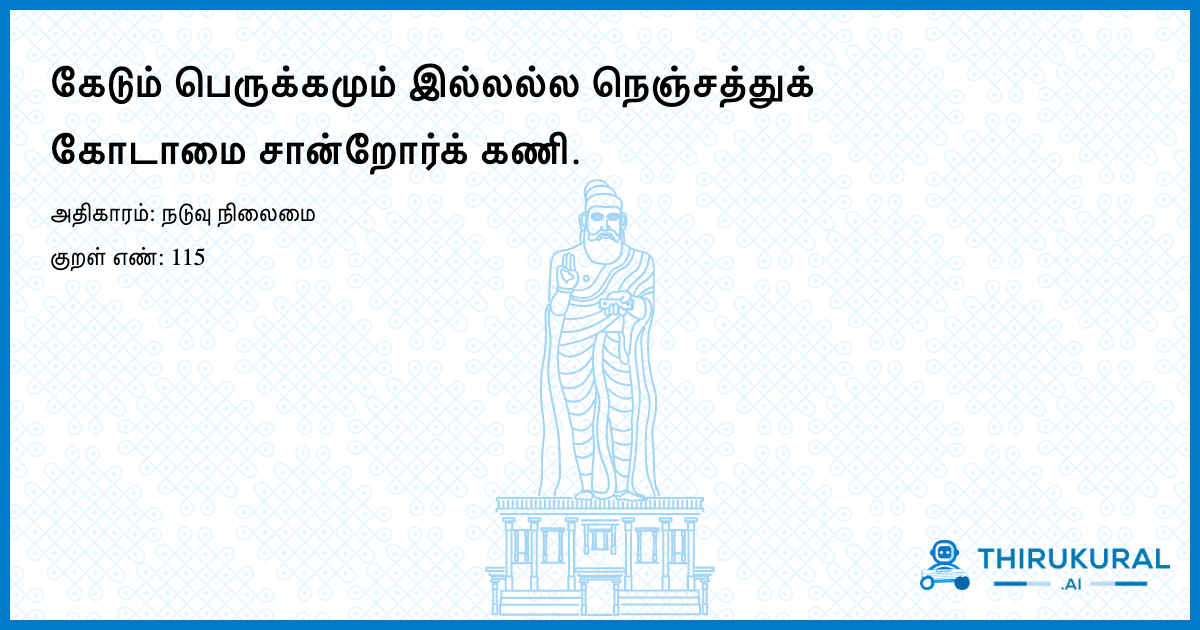 கேடும் பெருக்கமும் இல்லல்ல நெஞ்சத்துக்
கோடாமை சான்றோர்க் கணி.
அதிகாரம்: நடுவு நிலைமை
குறள் எண்: 115
THIRUKURAL
.AI